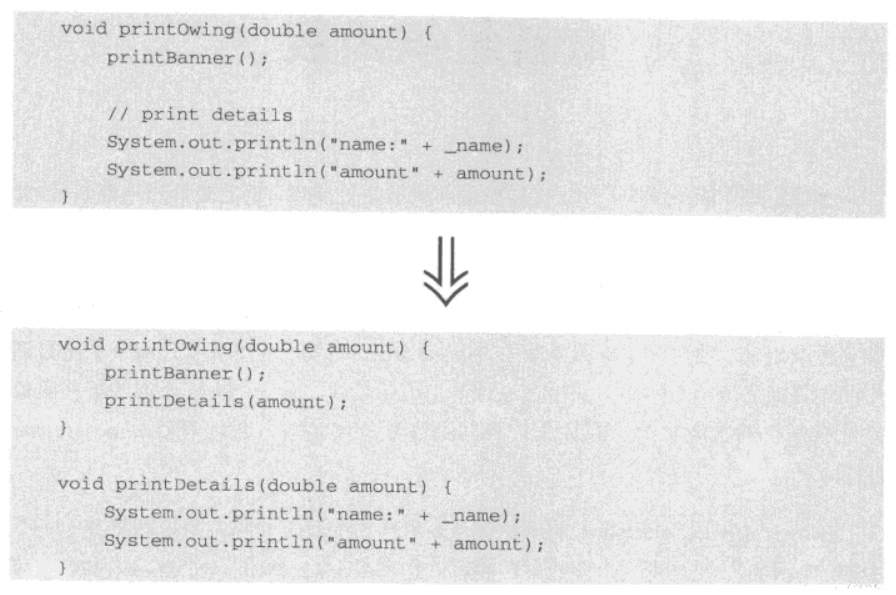 void printOwing(double amount) {
    printBanner();

    // print details
    System.out.println("name:" + _name);
    System.out.println("amount" + amount);
}

void printOwing(double amount) {
    printBanner();
    printDetails(amount);
}

void printDetails(double amount) {
    System.out.println("name:" + _name);
    System.out.println("amount" + amount);
}